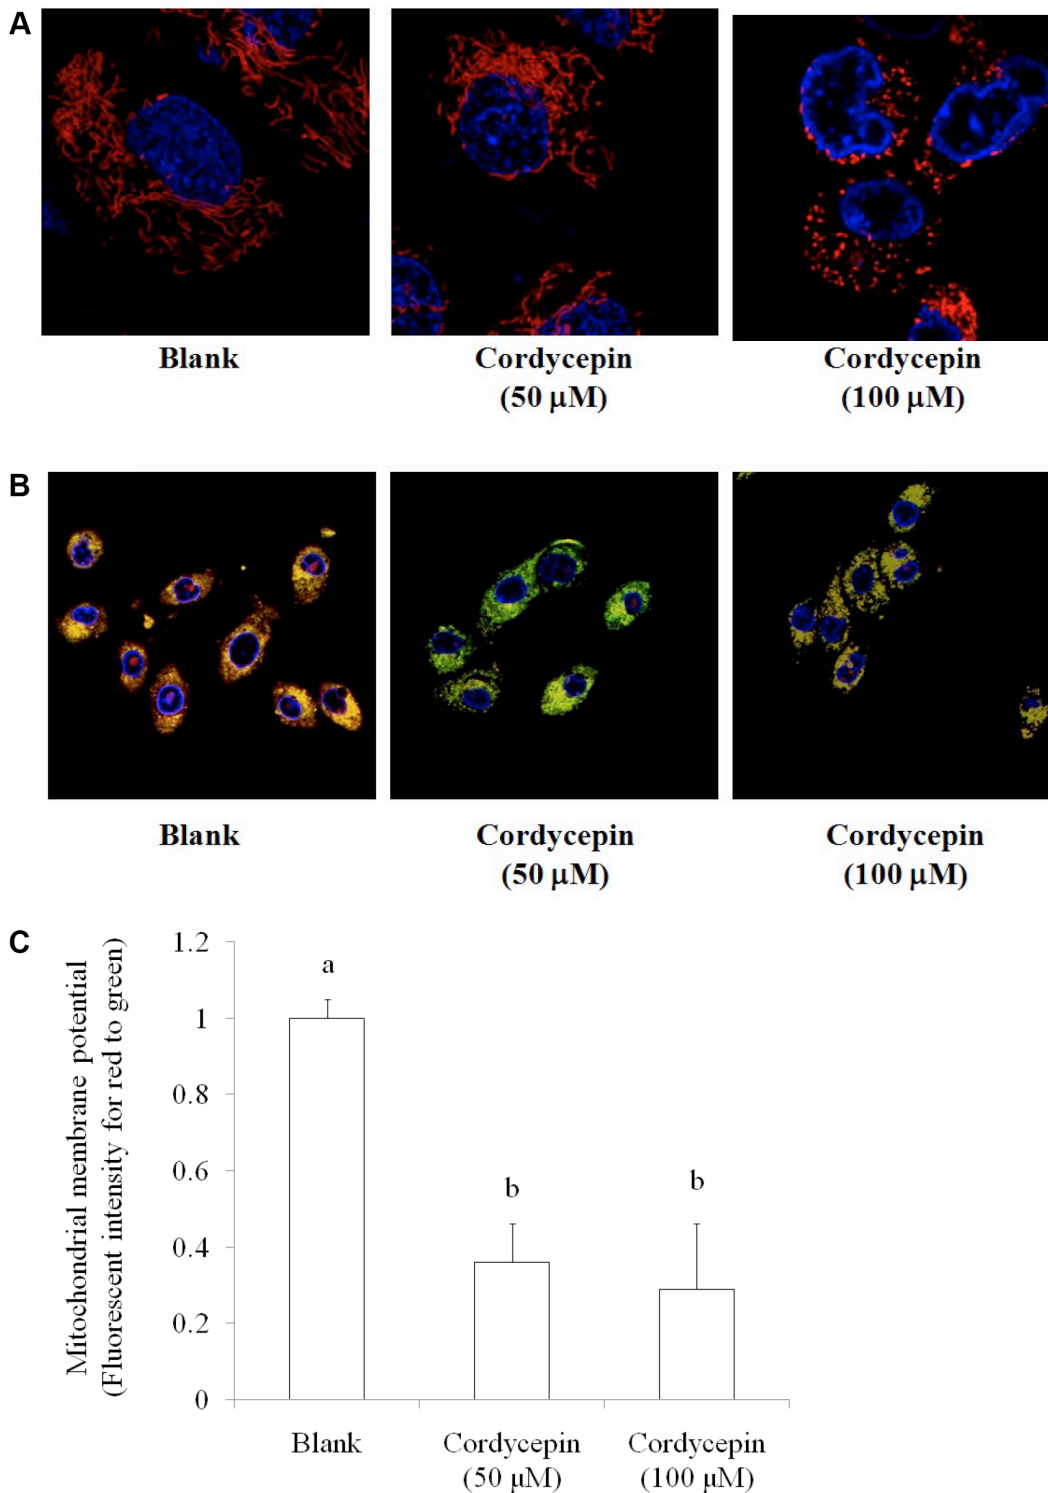 A
Blank
Cordycepin
(50 µM)
Cordycepin
(100 µM)
B
Blank
Cordycepin
(50 µM)
Cordycepin
(100 µM)
C
Mitochondrial membrane potential
(Fluorescent intensity for red to green)
1.2
1
0.8
0.6
0.4
0.2
0
a
b
b
Blank
Cordycepin
(50 µM)
Cordycepin
(100 µM)